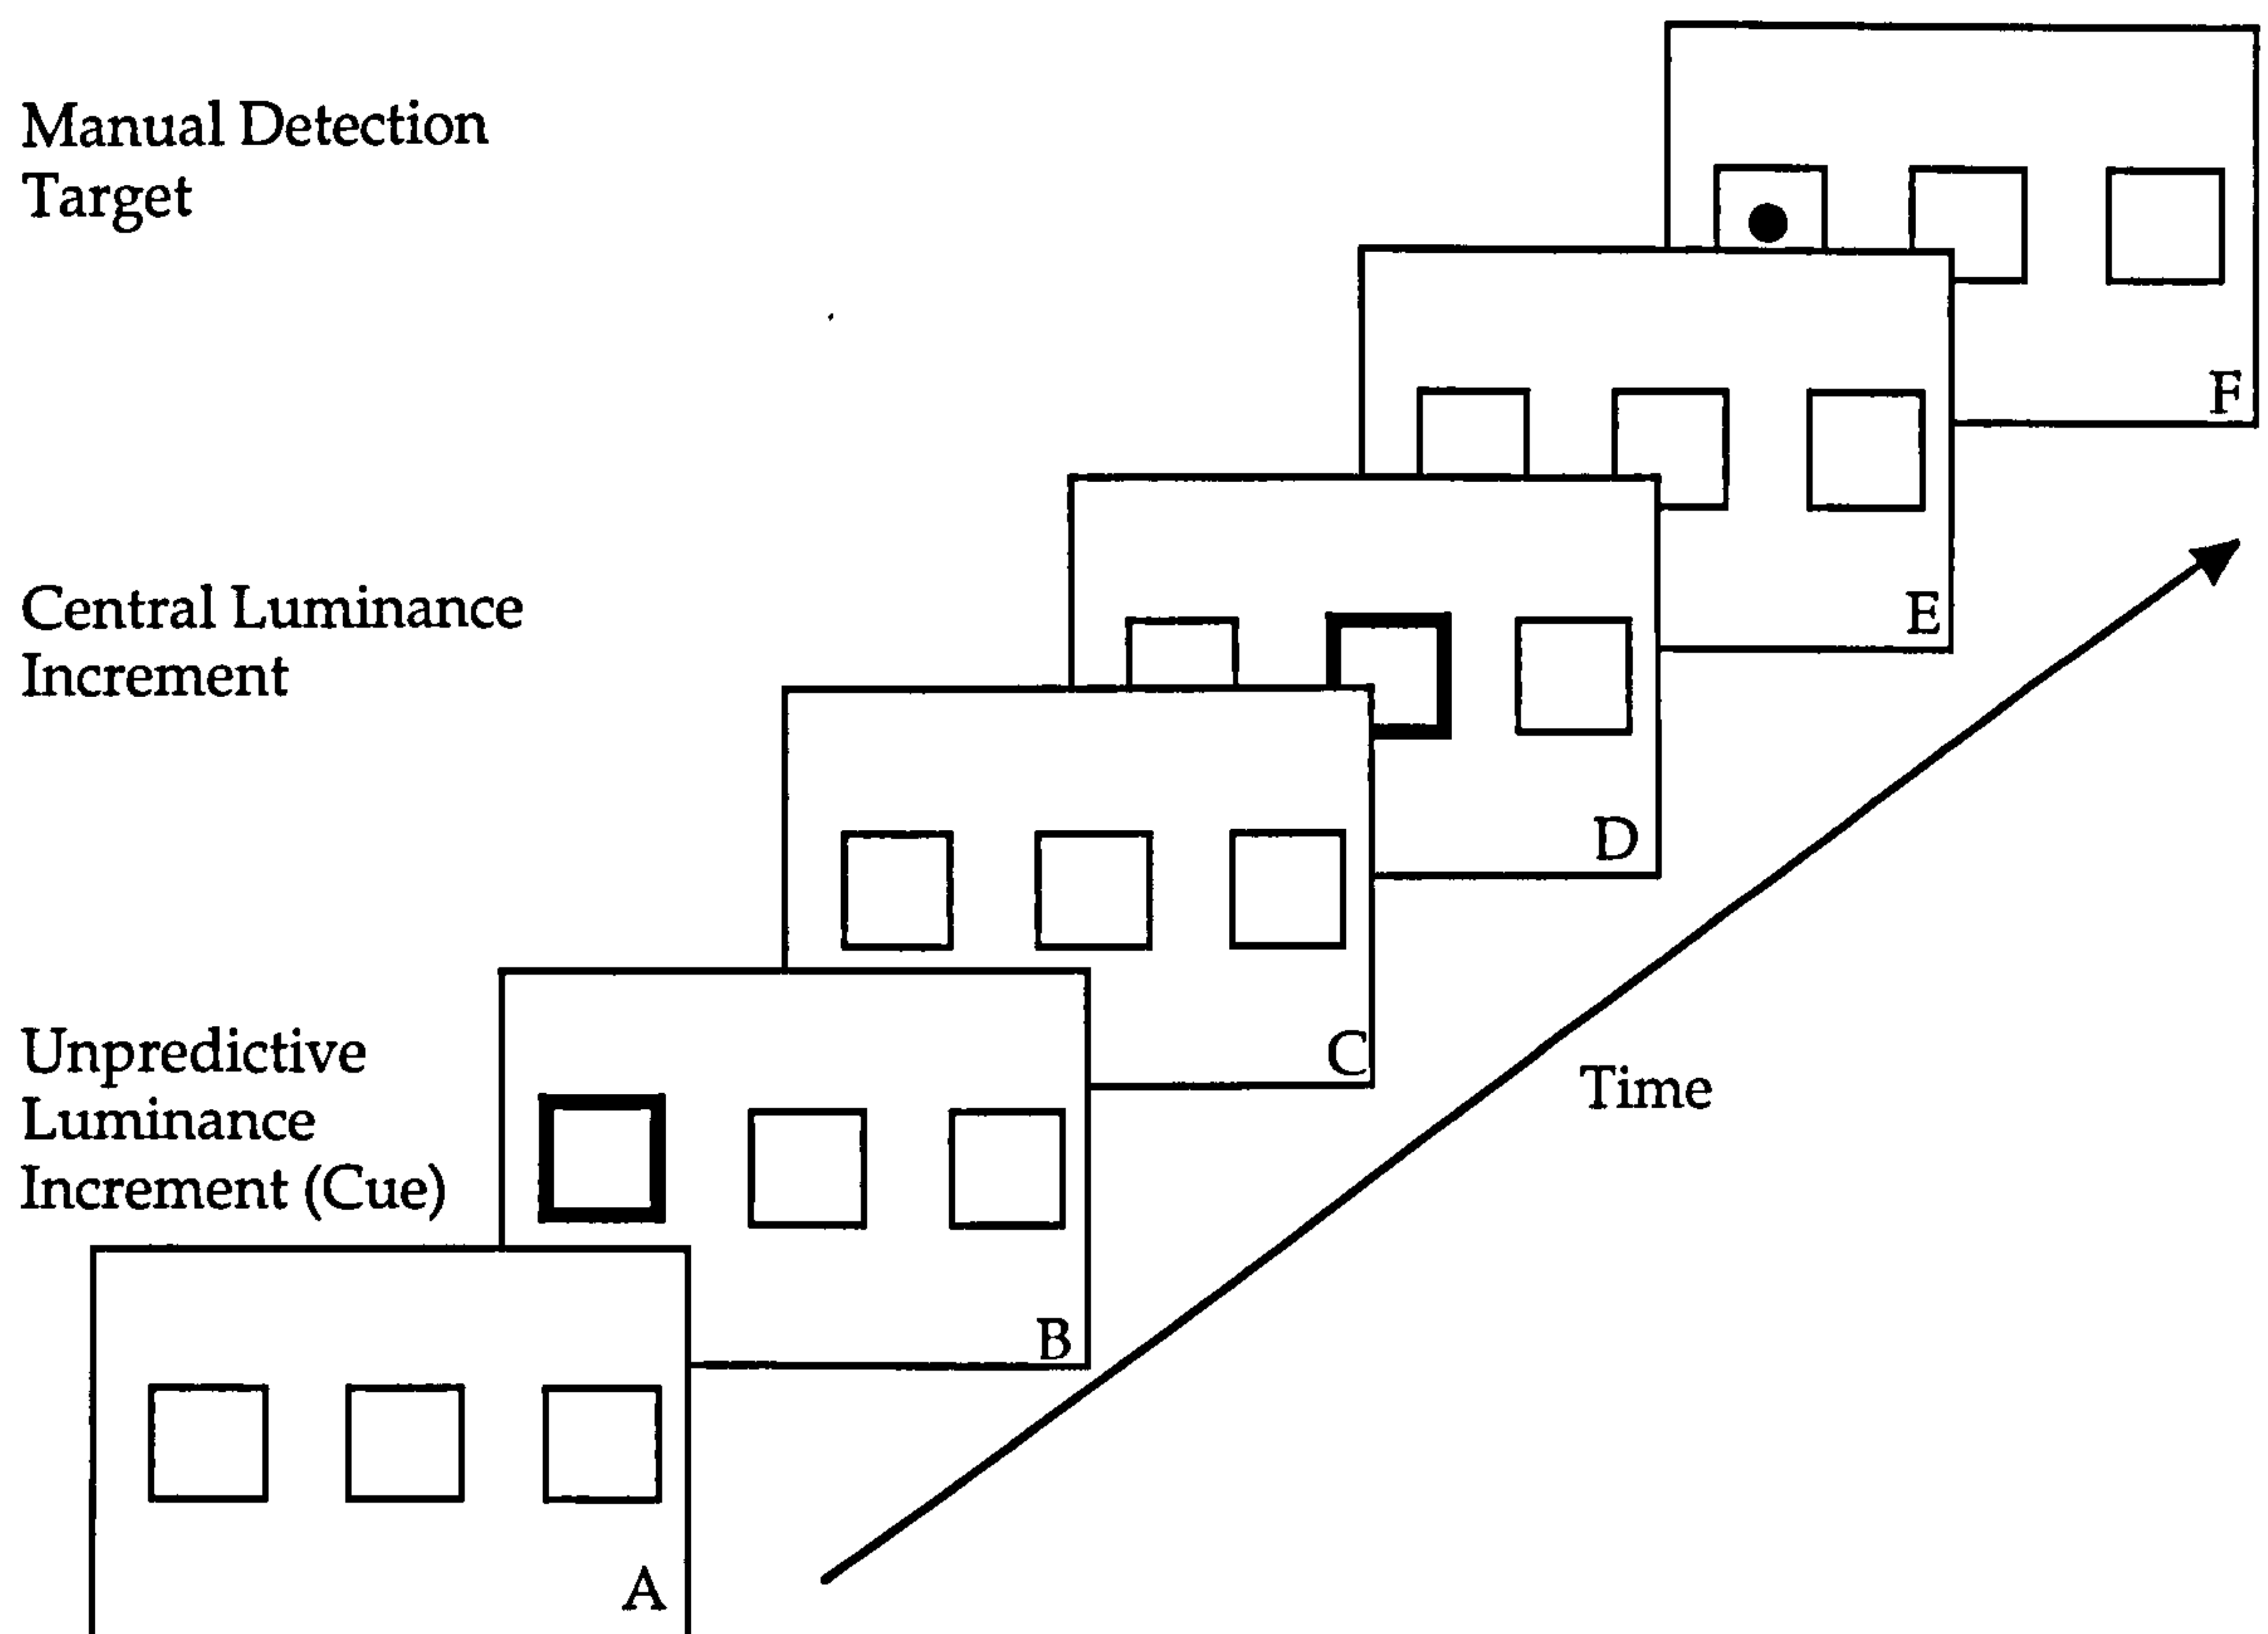 Manual Detection
Target
F
Central Luminance
Increment
E
D
Unpredictive
Luminance
Increment (Cue)
C
Time
B
A